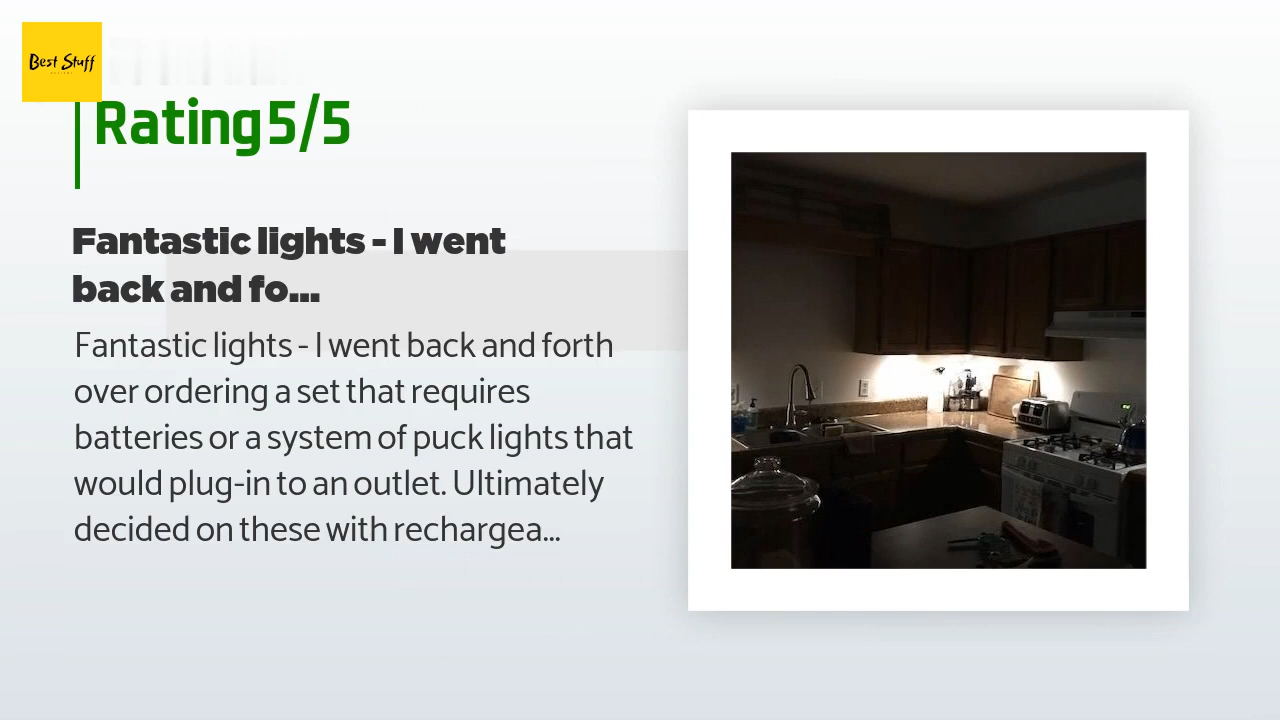 Best Stuff
Rating 5/5
Fantastic lights - I went
back and fo...
Fantastic lights - I went back and forth
over ordering a set that requires
batteries or a system of puck lights that
would plug-in to an outlet. Ultimately
decided on these with rechargea...